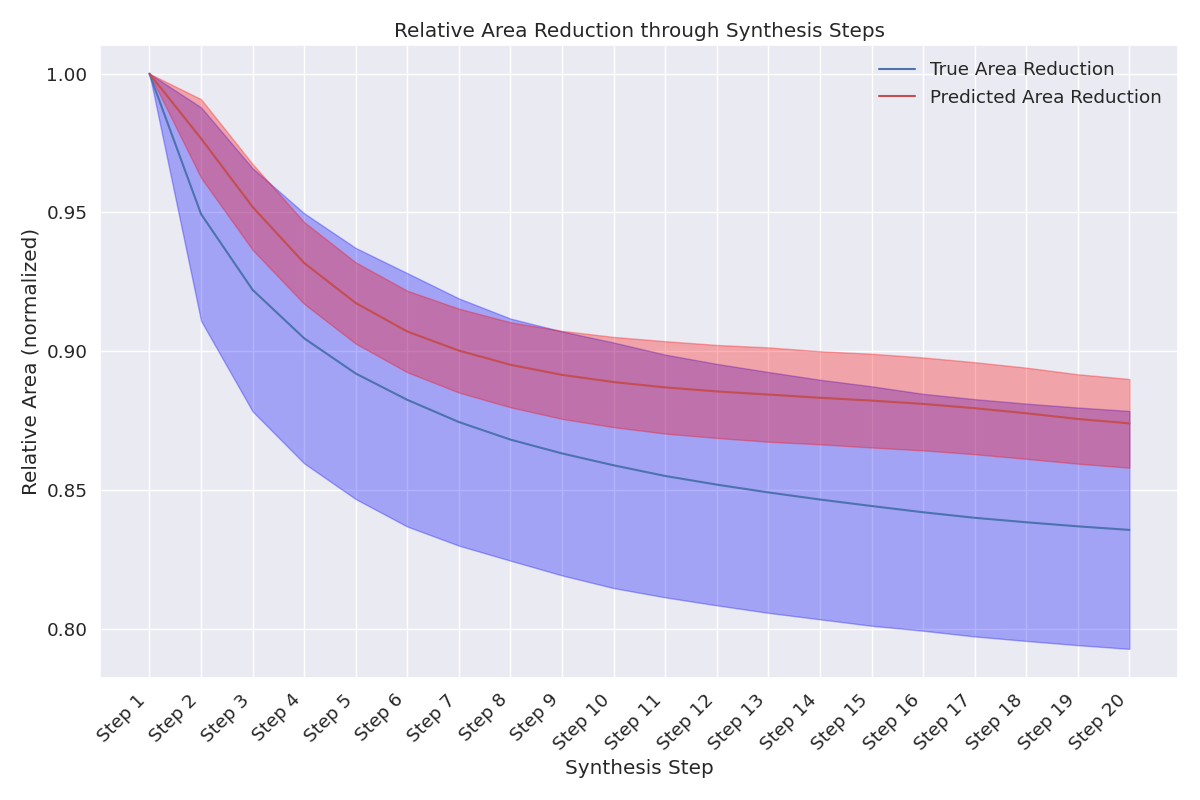 Relative Area Reduction through Synthesis Steps
True Area Reduction
Predicted Area Reduction
Relative Area (normalized)
1.00
0.95
0.90
0.85
0.80
Step 1
Step 2
Step 3
Step 4
Step 5
Step 6
Step 7
Step 8
Step 9
Step 10
Step 11
Step 12
Step 13
Step 14
Step 15
Step 16
Step 17
Step 18
Step 19
Step 20
Synthesis Step